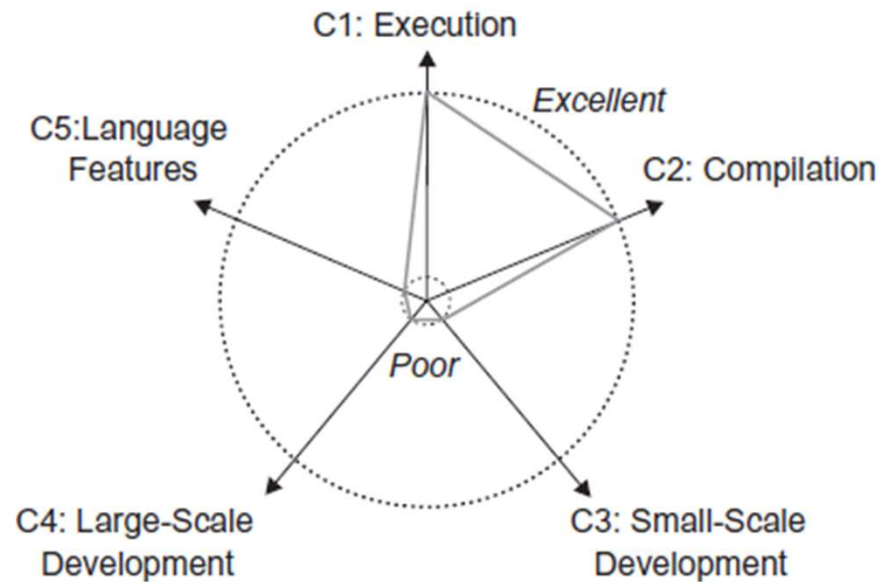 C1: Execution
Excellent
C5:Language
Features
C2: Compilation
Poor
C4: Large-Scale
Development
C3: Small-Scale
Development